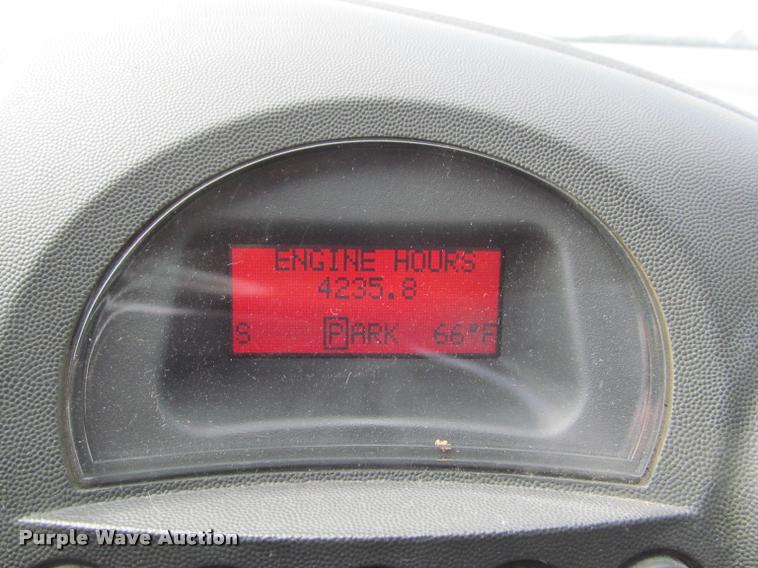 ENGINE HOURS
4235.8
S PARK 66°F
Purple Wave Auction